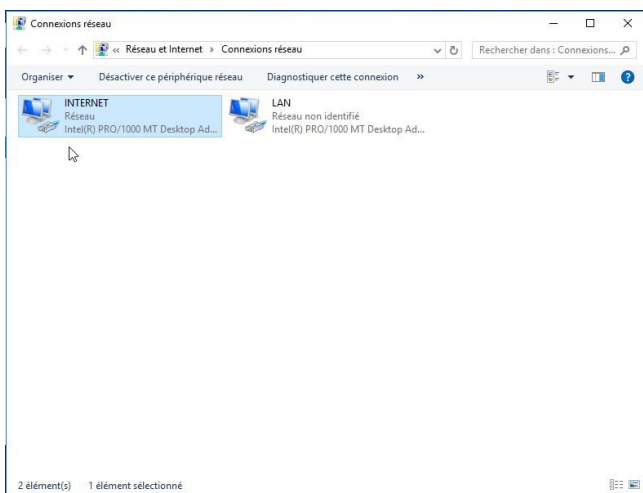 Connexions réseau
« Réseau et Internet > Connexions réseau
Rechercher dans : Connexions...
Organiser Désactiver ce périphérique réseau Diagnostiquer cette connexion »
INTERNET
Réseau
Intel(R) PRO/1000 MT Desktop Ad...
LAN
Réseau non identifié
Intel(R) PRO/1000 MT Desktop Ad...
2 élément(s) 1 élément sélectionné